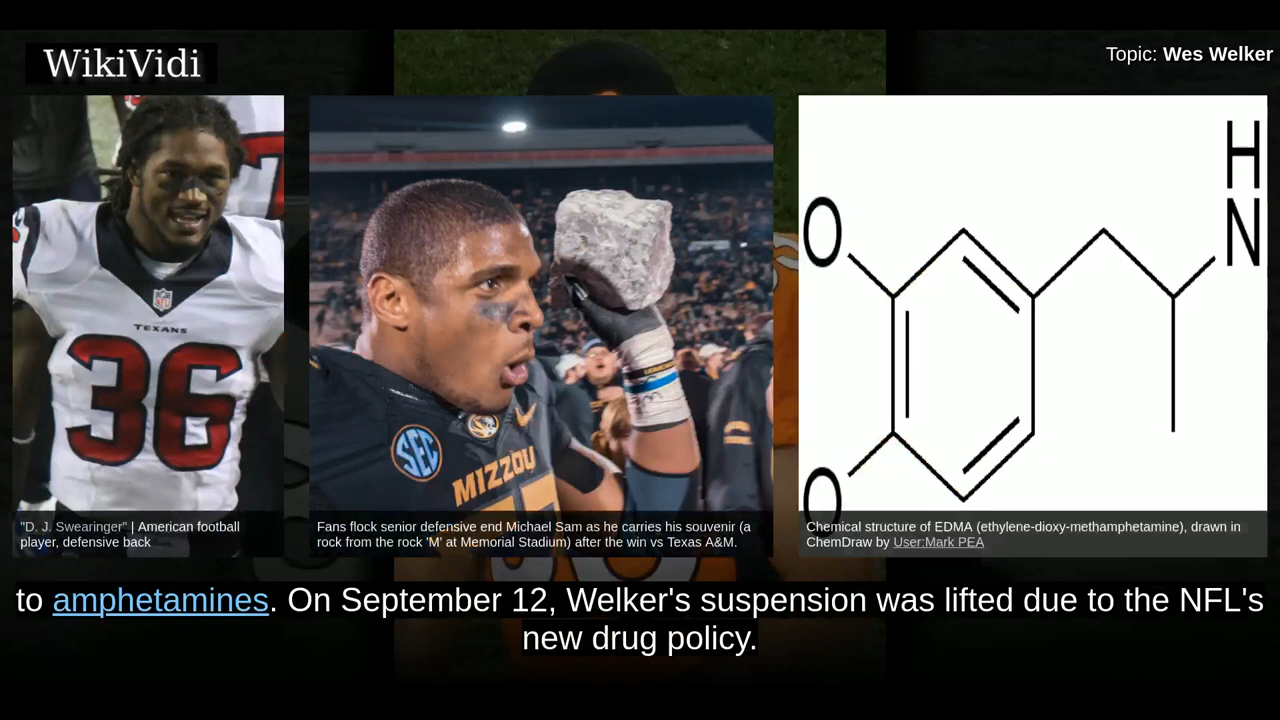 WikiVidi
Topic: Wes Welker
TEXANS
36
"D. J. Swearinger" | American football
player, defensive back
SEC
MIZZOU
Fans flock senior defensive end Michael Sam as he carries his souvenir (a
rock from the rock 'M' at Memorial Stadium) after the win vs Texas A&M.
H
N
O
O
Chemical structure of EDMA (ethylene-dioxy-methamphetamine), drawn in
ChemDraw by User:Mark PEA
to amphetamines. On September 12, Welker's suspension was lifted due to the NFL's
new drug policy.